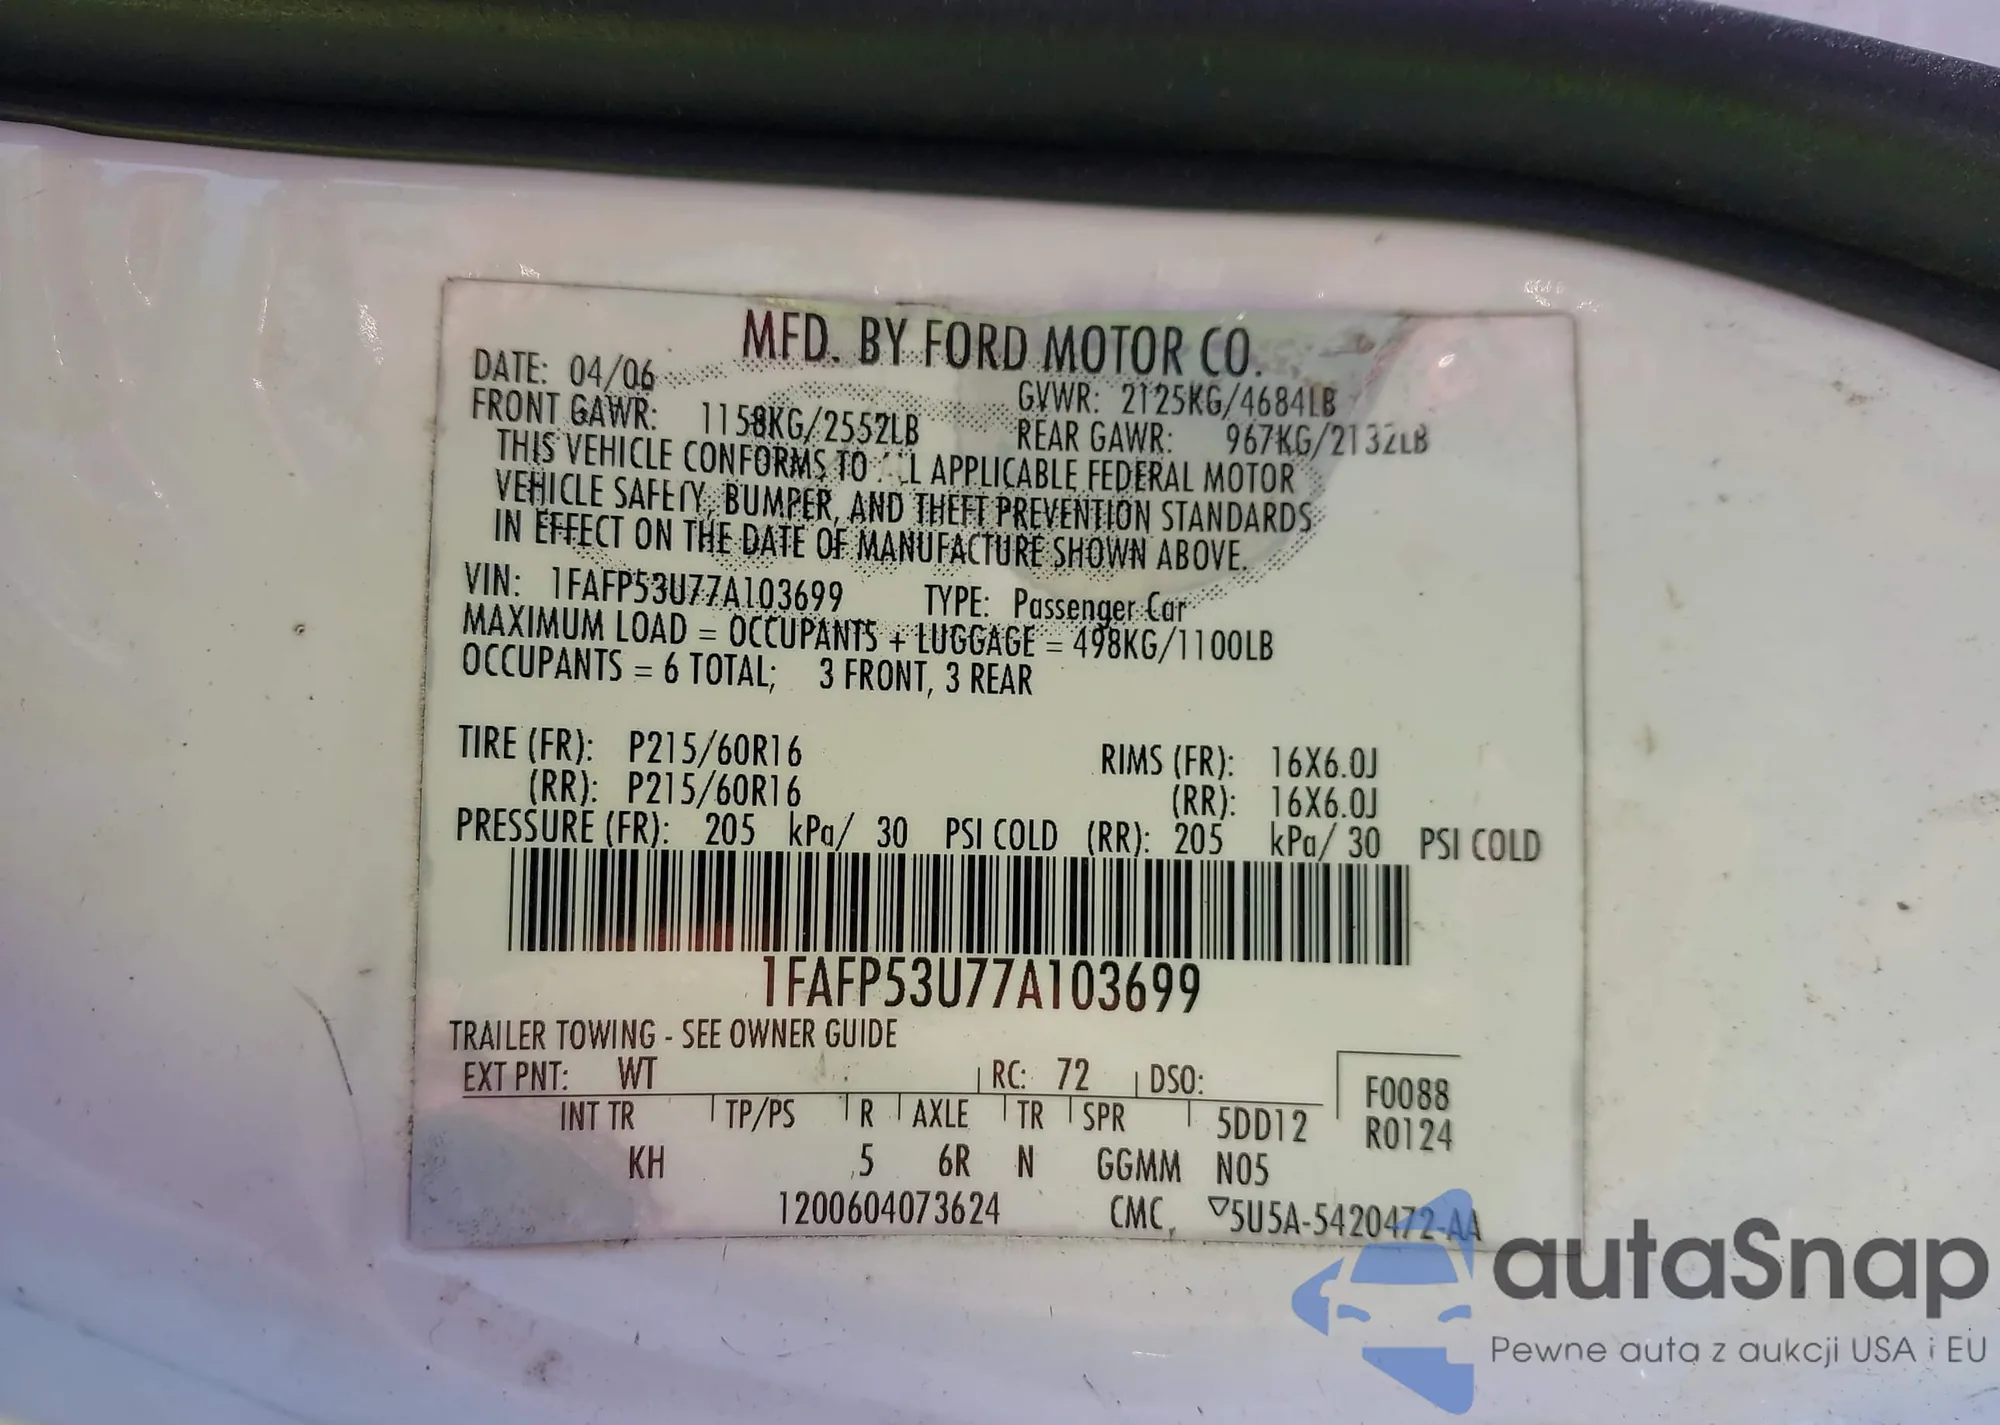 MFD. BY FORD MOTOR CO.
DATE: 04/06 GVWR: 2125KG/4684LB
FRONT GAWR: 1158KG/2552LB REAR GAWR: 967KG/2132LB
THIS VEHICLE CONFORMS TO APPLICABLE FEDERAL MOTOR
VEHICLE SAFETY, BUMPER, AND THEFT PREVENTION STANDARDS
IN EFFECT ON THE DATE OF MANUFACTURE SHOWN ABOVE.
VIN: 1FAFP53U77A103699 TYPE: Passenger Car
MAXIMUM LOAD = OCCUPANTS + LUGGAGE = 498KG/1100LB
OCCUPANTS = 6 TOTAL; 3 FRONT, 3 REAR
TIRE (FR): P215/60R16 RIMS (FR): 16X6.0J
(RR): P215/60R16 (RR): 16X6.0J
PRESSURE (FR): 205 kPa/ 30 PSI COLD (RR): 205 kPa/ 30 PSI COLD
1FAFP53U77A103699
TRAILER TOWING - SEE OWNER GUIDE
EXT PNT: WT RC: 72 DSO: F0088
INT TR TP/PS R AXLE TR SPR 5DD12 R0124
KH 5 6R N GGMM N05
1200604073624 CMC, ▽5U5A-5420472-AA
autaSnap
Pewne auta z aukcji USA i EU